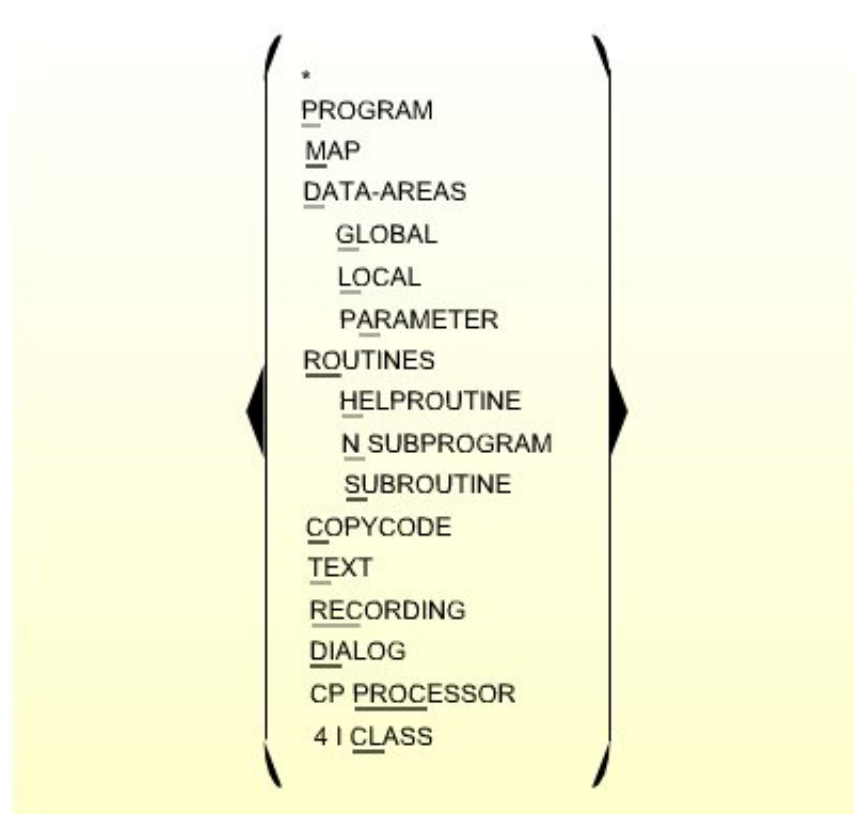 *
PROGRAM
MAP
DATA-AREAS
GLOBAL
LOCAL
PARAMETER
ROUTINES
HELPROUTINE
N SUBPROGRAM
SUBROUTINE
COPYCODE
TEXT
RECORDING
DIALOG
CP PROCESSOR
4 I CLASS